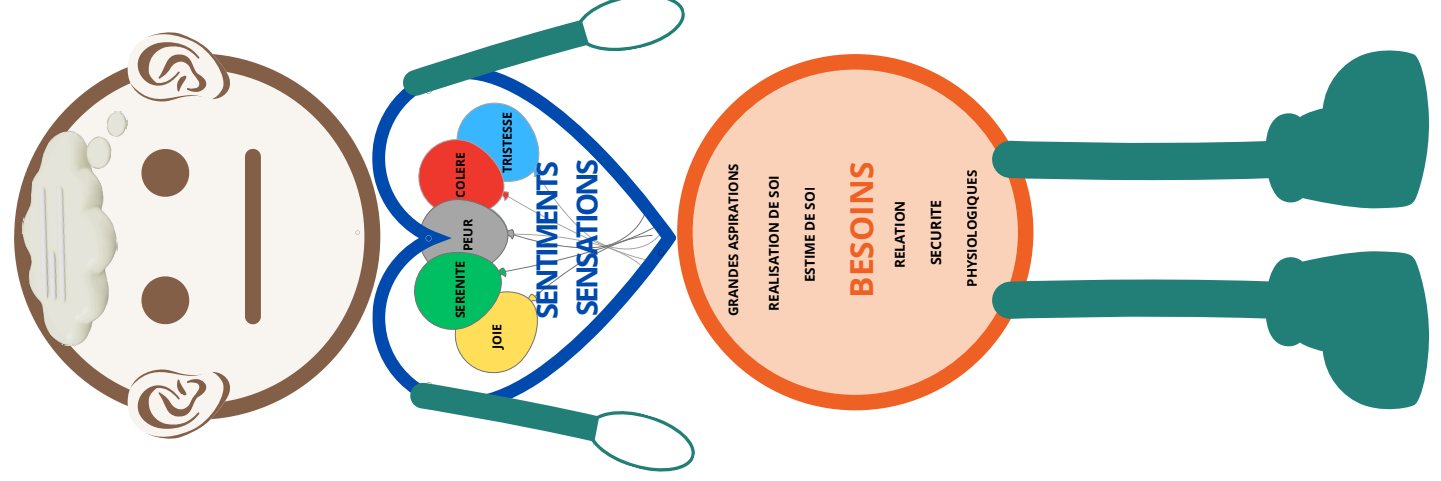 TRISTESSE
COLERE
PEUR
SERENITE
JOIE
SENTIMENTS
SENSATIONS
GRANDES ASPIRATIONS
REALISATION DE SOI
ESTIME DE SOI
BESOINS
RELATION
SECURITE
PHYSIOLOGIQUES